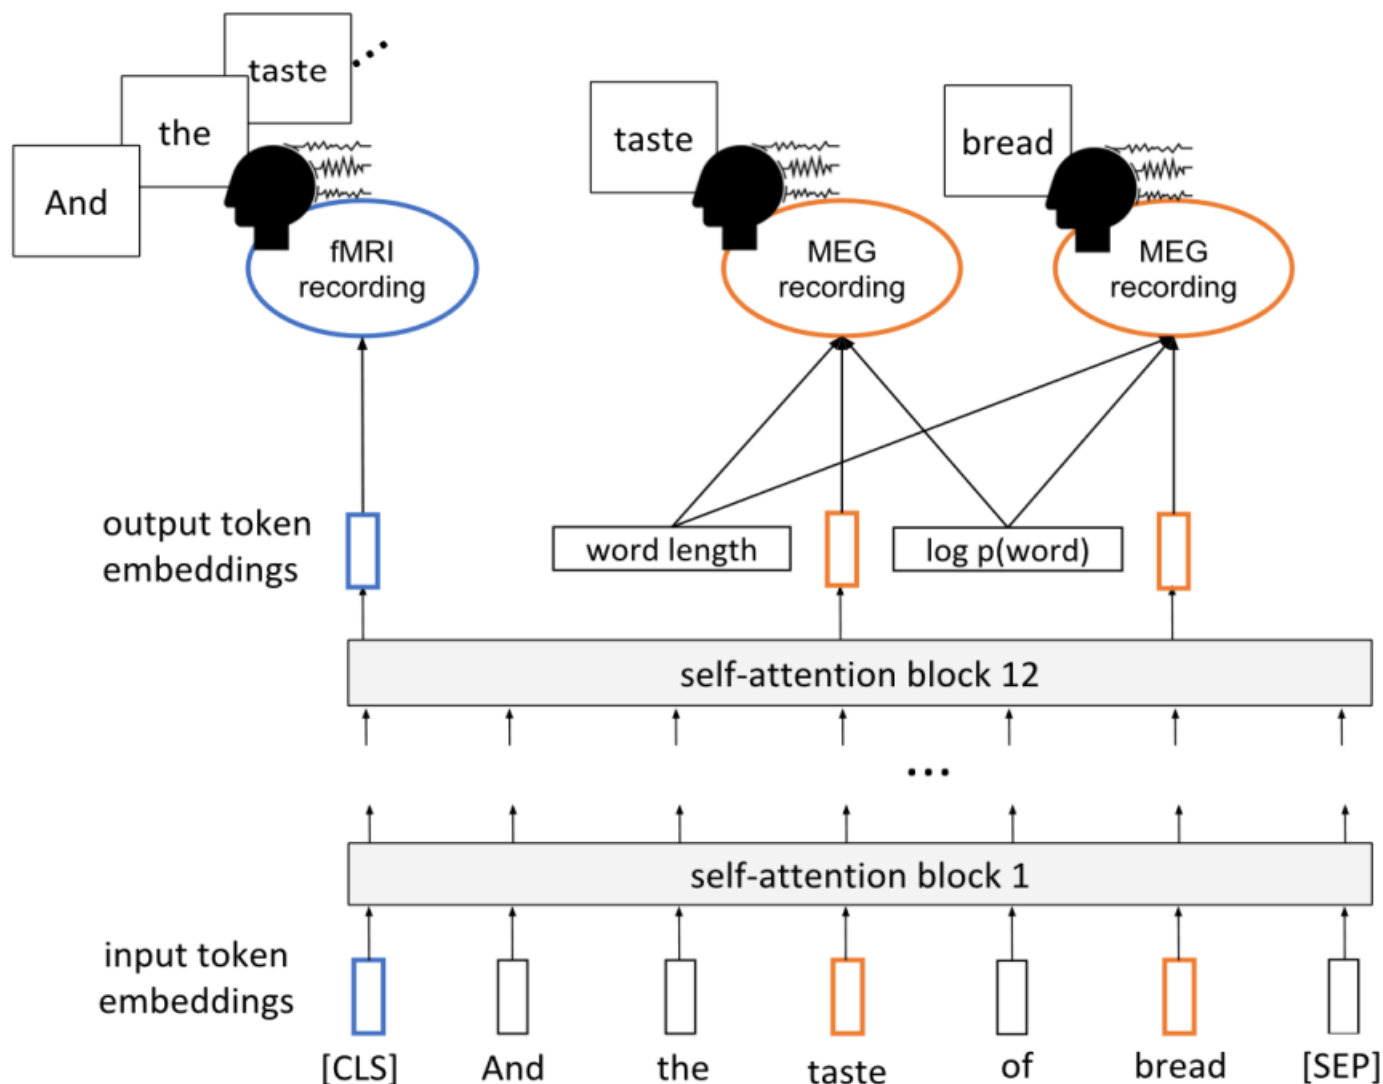 taste
the
And
taste
bread
fMRI
recording
MEG
recording
MEG
recording
output token
embeddings
word length
log p(word)
self-attention block 12
...
self-attention block 1
input token
embeddings
[CLS] And the taste of bread [SEP]